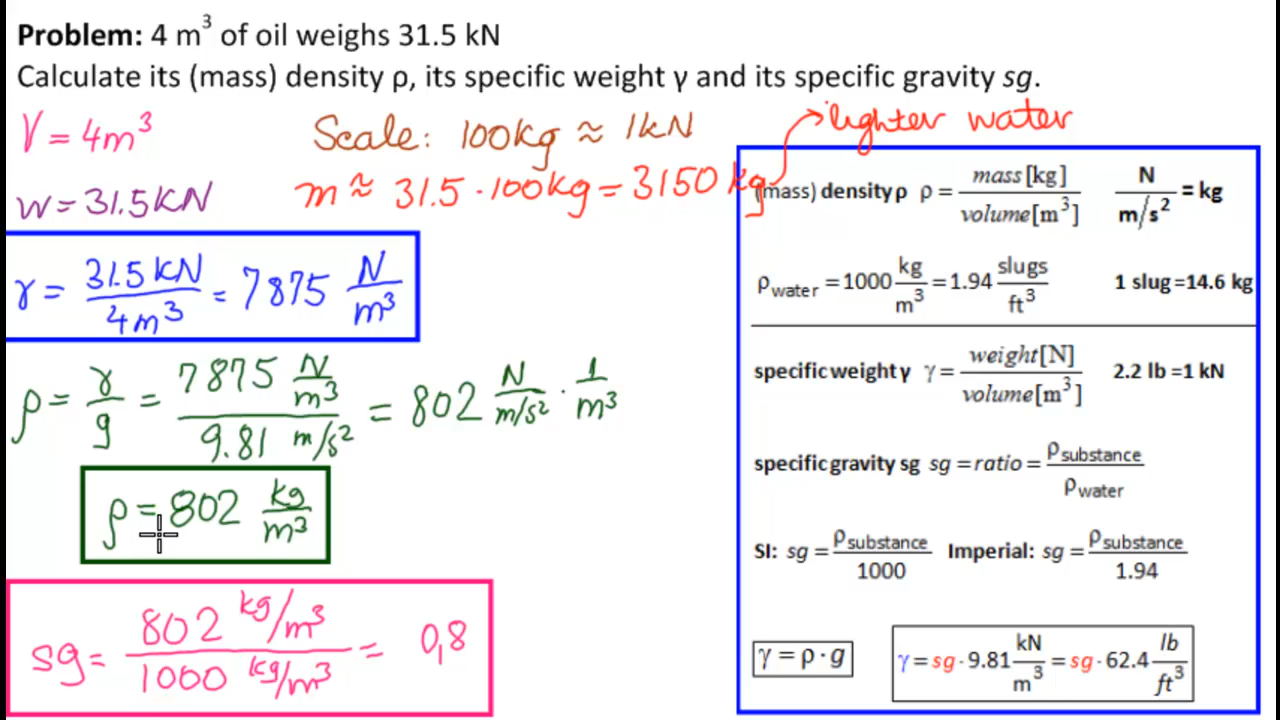 Problem: 4 m³ of oil weighs 31.5 kN
Calculate its (mass) density ρ, its specific weight γ and its specific gravity sg.
V = 4m³
Scale: 100kg ≈ 1kN
lighter water
w = 31.5KN
m ≈ 31.5 · 100kg = 3150 kg
γ = 31.5 KN / 4m³ = 7875 N/m³
ρ = γ/g = 7875 N/m³ / 9.81 m/s² = 802 N/m/s² · 1/m³
ρ = 802 kg/m³
sg = 802 kg/m³ / 1000 kg/m³ = 0,8
(mass) density ρ ρ = mass[kg] / volume[m³] N / m/s² = kg
ρwater = 1000 kg/m³ = 1.94 slugs/ft³ 1 slug=14.6 kg
specific weight γ γ = weight[N] / volume[m³] 2.2 lb =1 kN
specific gravity sg sg = ratio = ρsubstance / ρwater
SI: sg = ρsubstance / 1000 Imperial: sg = ρsubstance / 1.94
γ = ρ · g
γ = sg · 9.81 kN/m³ = sg · 62.4 lb/ft³